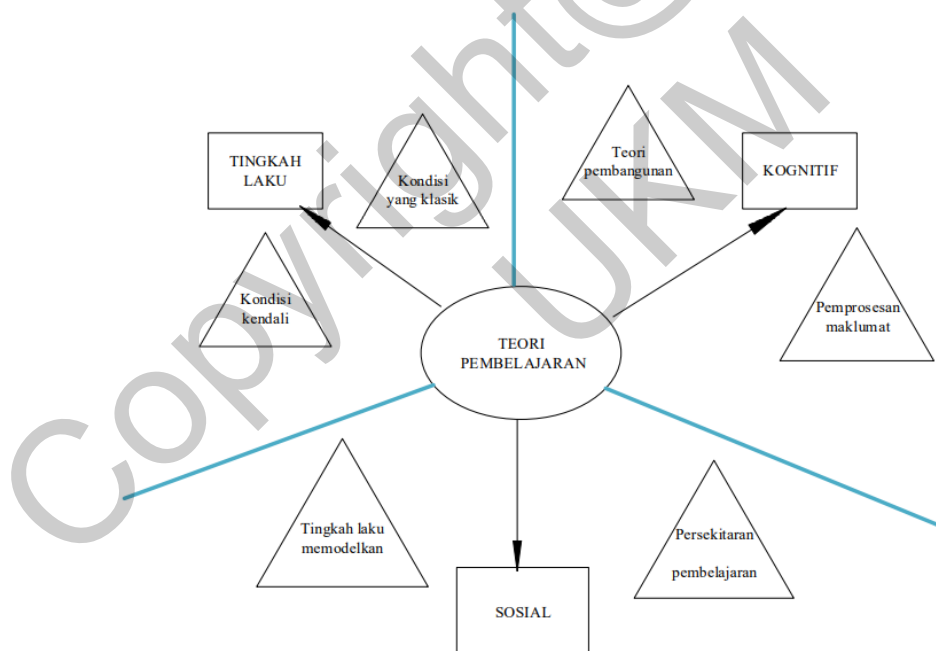 Copyright@
UKM
TINGKAH
LAKU
Kondisi
yang klasik
Teori
pembangunan
KOGNITIF
Kondisi
kendali
Pemprosesan
maklumat
TEORI
PEMBELAJARAN
Tingkah laku
memodelkan
Persekitaran
pembelajaran
SOSIAL